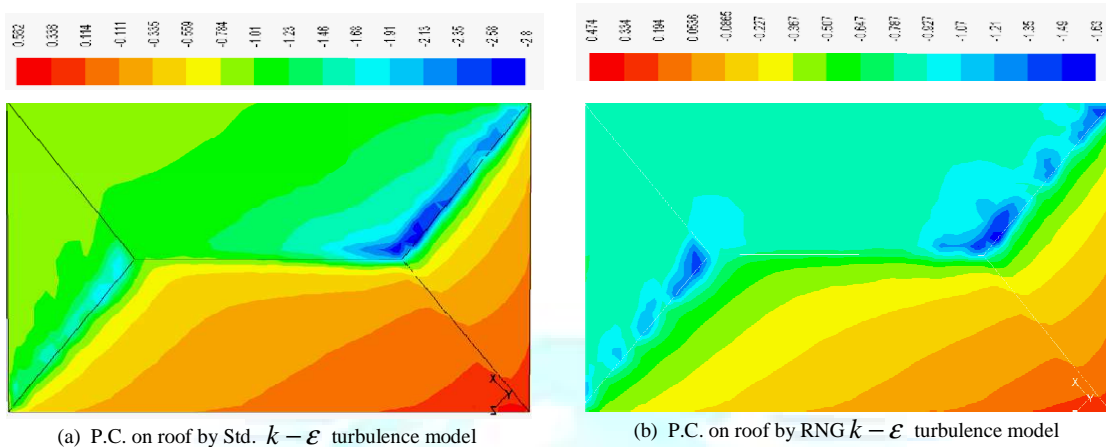 0.562 0.338 0.114 -0.111 -0.335 -0.559 -0.784 -1.01 -1.23 -1.46 -1.68 -1.91 -2.13 -2.35 -2.58 -2.8
0.474 0.334 0.194 0.0536 -0.0865 -0.227 -0.367 -0.507 -0.647 -0.787 -0.927 -1.07 -1.21 -1.35 -1.49 -1.63
X Y Z
X Y
(a) P.C. on roof by Std. k − ε turbulence model
(b) P.C. on roof by RNG k − ε turbulence model